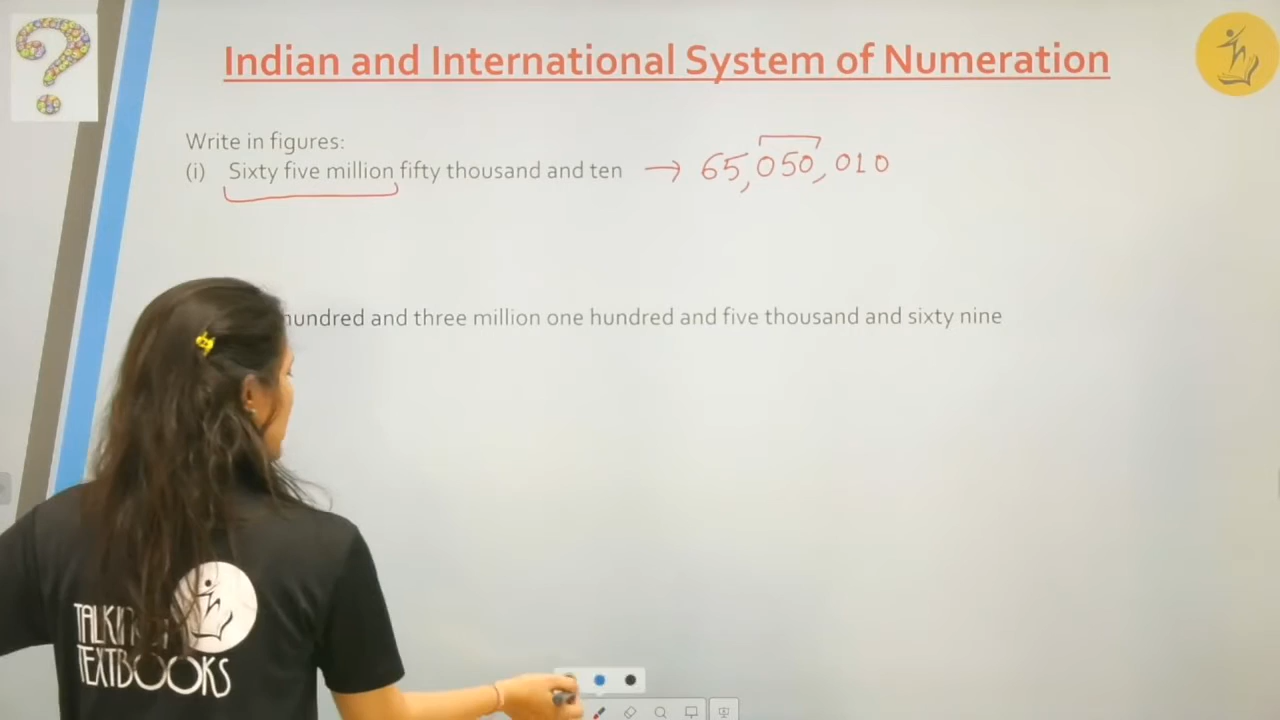 Indian and International System of Numeration
Write in figures:
(i) Sixty five million fifty thousand and ten → 65,050,010
hundred and three million one hundred and five thousand and sixty nine
TALKING
TEXTBOOKS